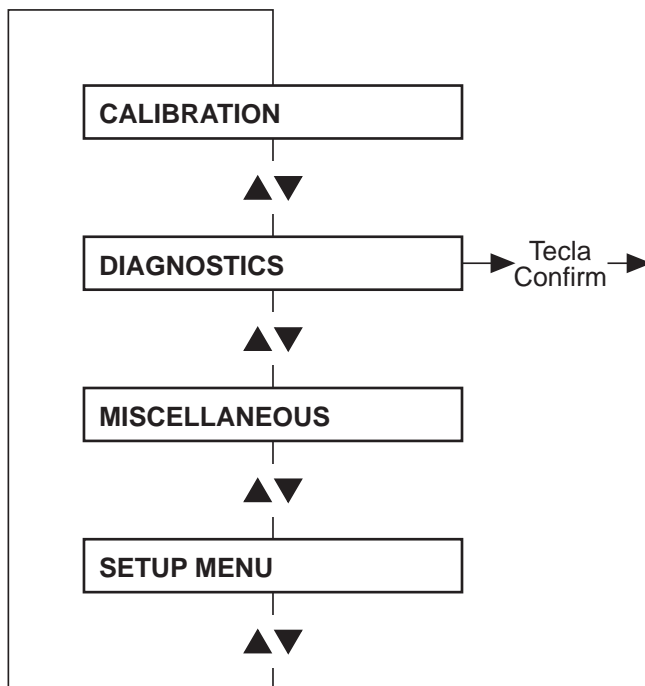 CALIBRATION
▲▼
DIAGNOSTICS
Tecla
Confirm
▲▼
MISCELLANEOUS
▲▼
SETUP MENU
▲▼